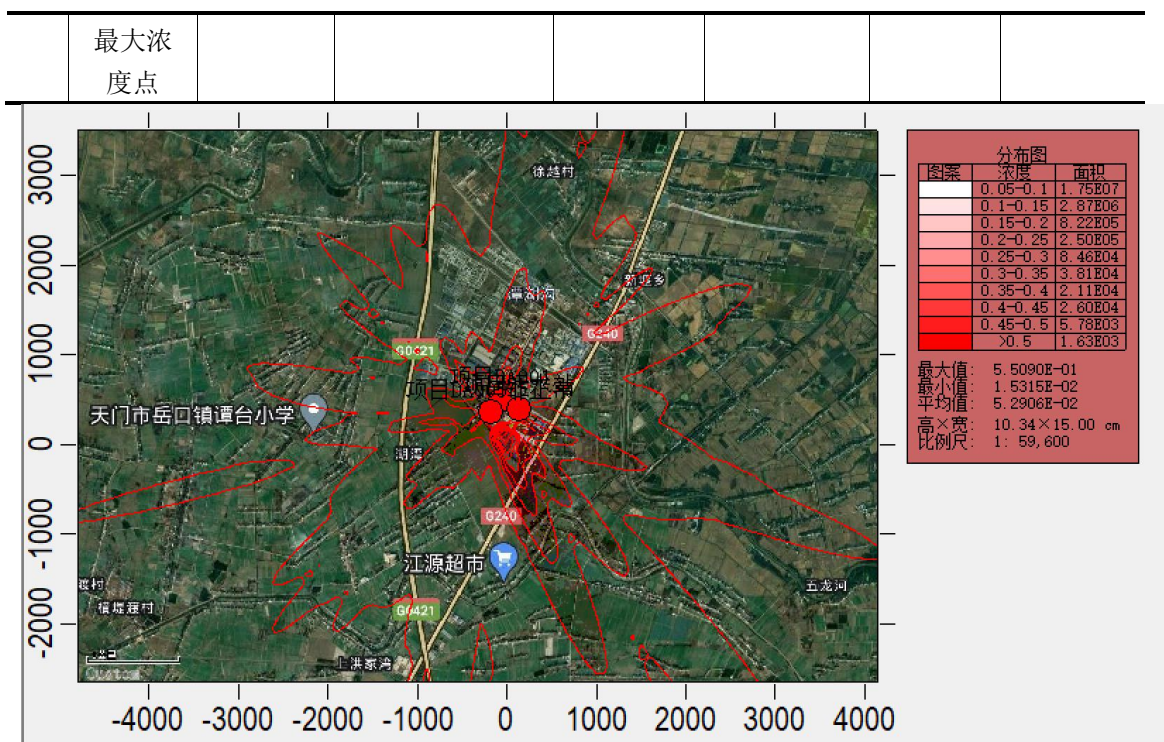 最大浓
度点
3000
2000
1000
0
-1000
-2000
-4000 -3000 -2000 -1000 0 1000 2000 3000 4000
徐越村
新堰乡
G240
G0421
天门市岳口镇谭台小学
湖潭
G240
江源超市
G0421
渡村
横堤渡村
上洪家湾
五龙河
分布图
图案 浓度 面积
0.05-0.1 1.75E07
0.1-0.15 2.87E06
0.15-0.2 8.22E05
0.2-0.25 2.50E05
0.25-0.3 8.46E04
0.3-0.35 3.81E04
0.35-0.4 2.11E04
0.4-0.45 2.60E04
0.45-0.5 5.78E03
>0.5 1.63E03
最大值: 5.5090E-01
最小值: 1.5315E-02
平均值: 5.2906E-02
高×宽: 10.34×15.00 cm
比例尺: 1: 59,600